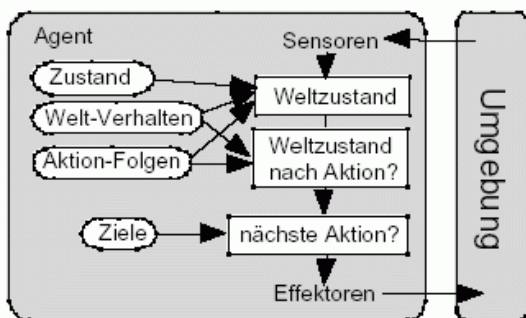 Agent
Sensoren
Zustand
Weltzustand
Welt-Verhalten
Weltzustand
nach Aktion?
Aktion-Folgen
Ziele
nächste Aktion?
Effektoren
Umgebung